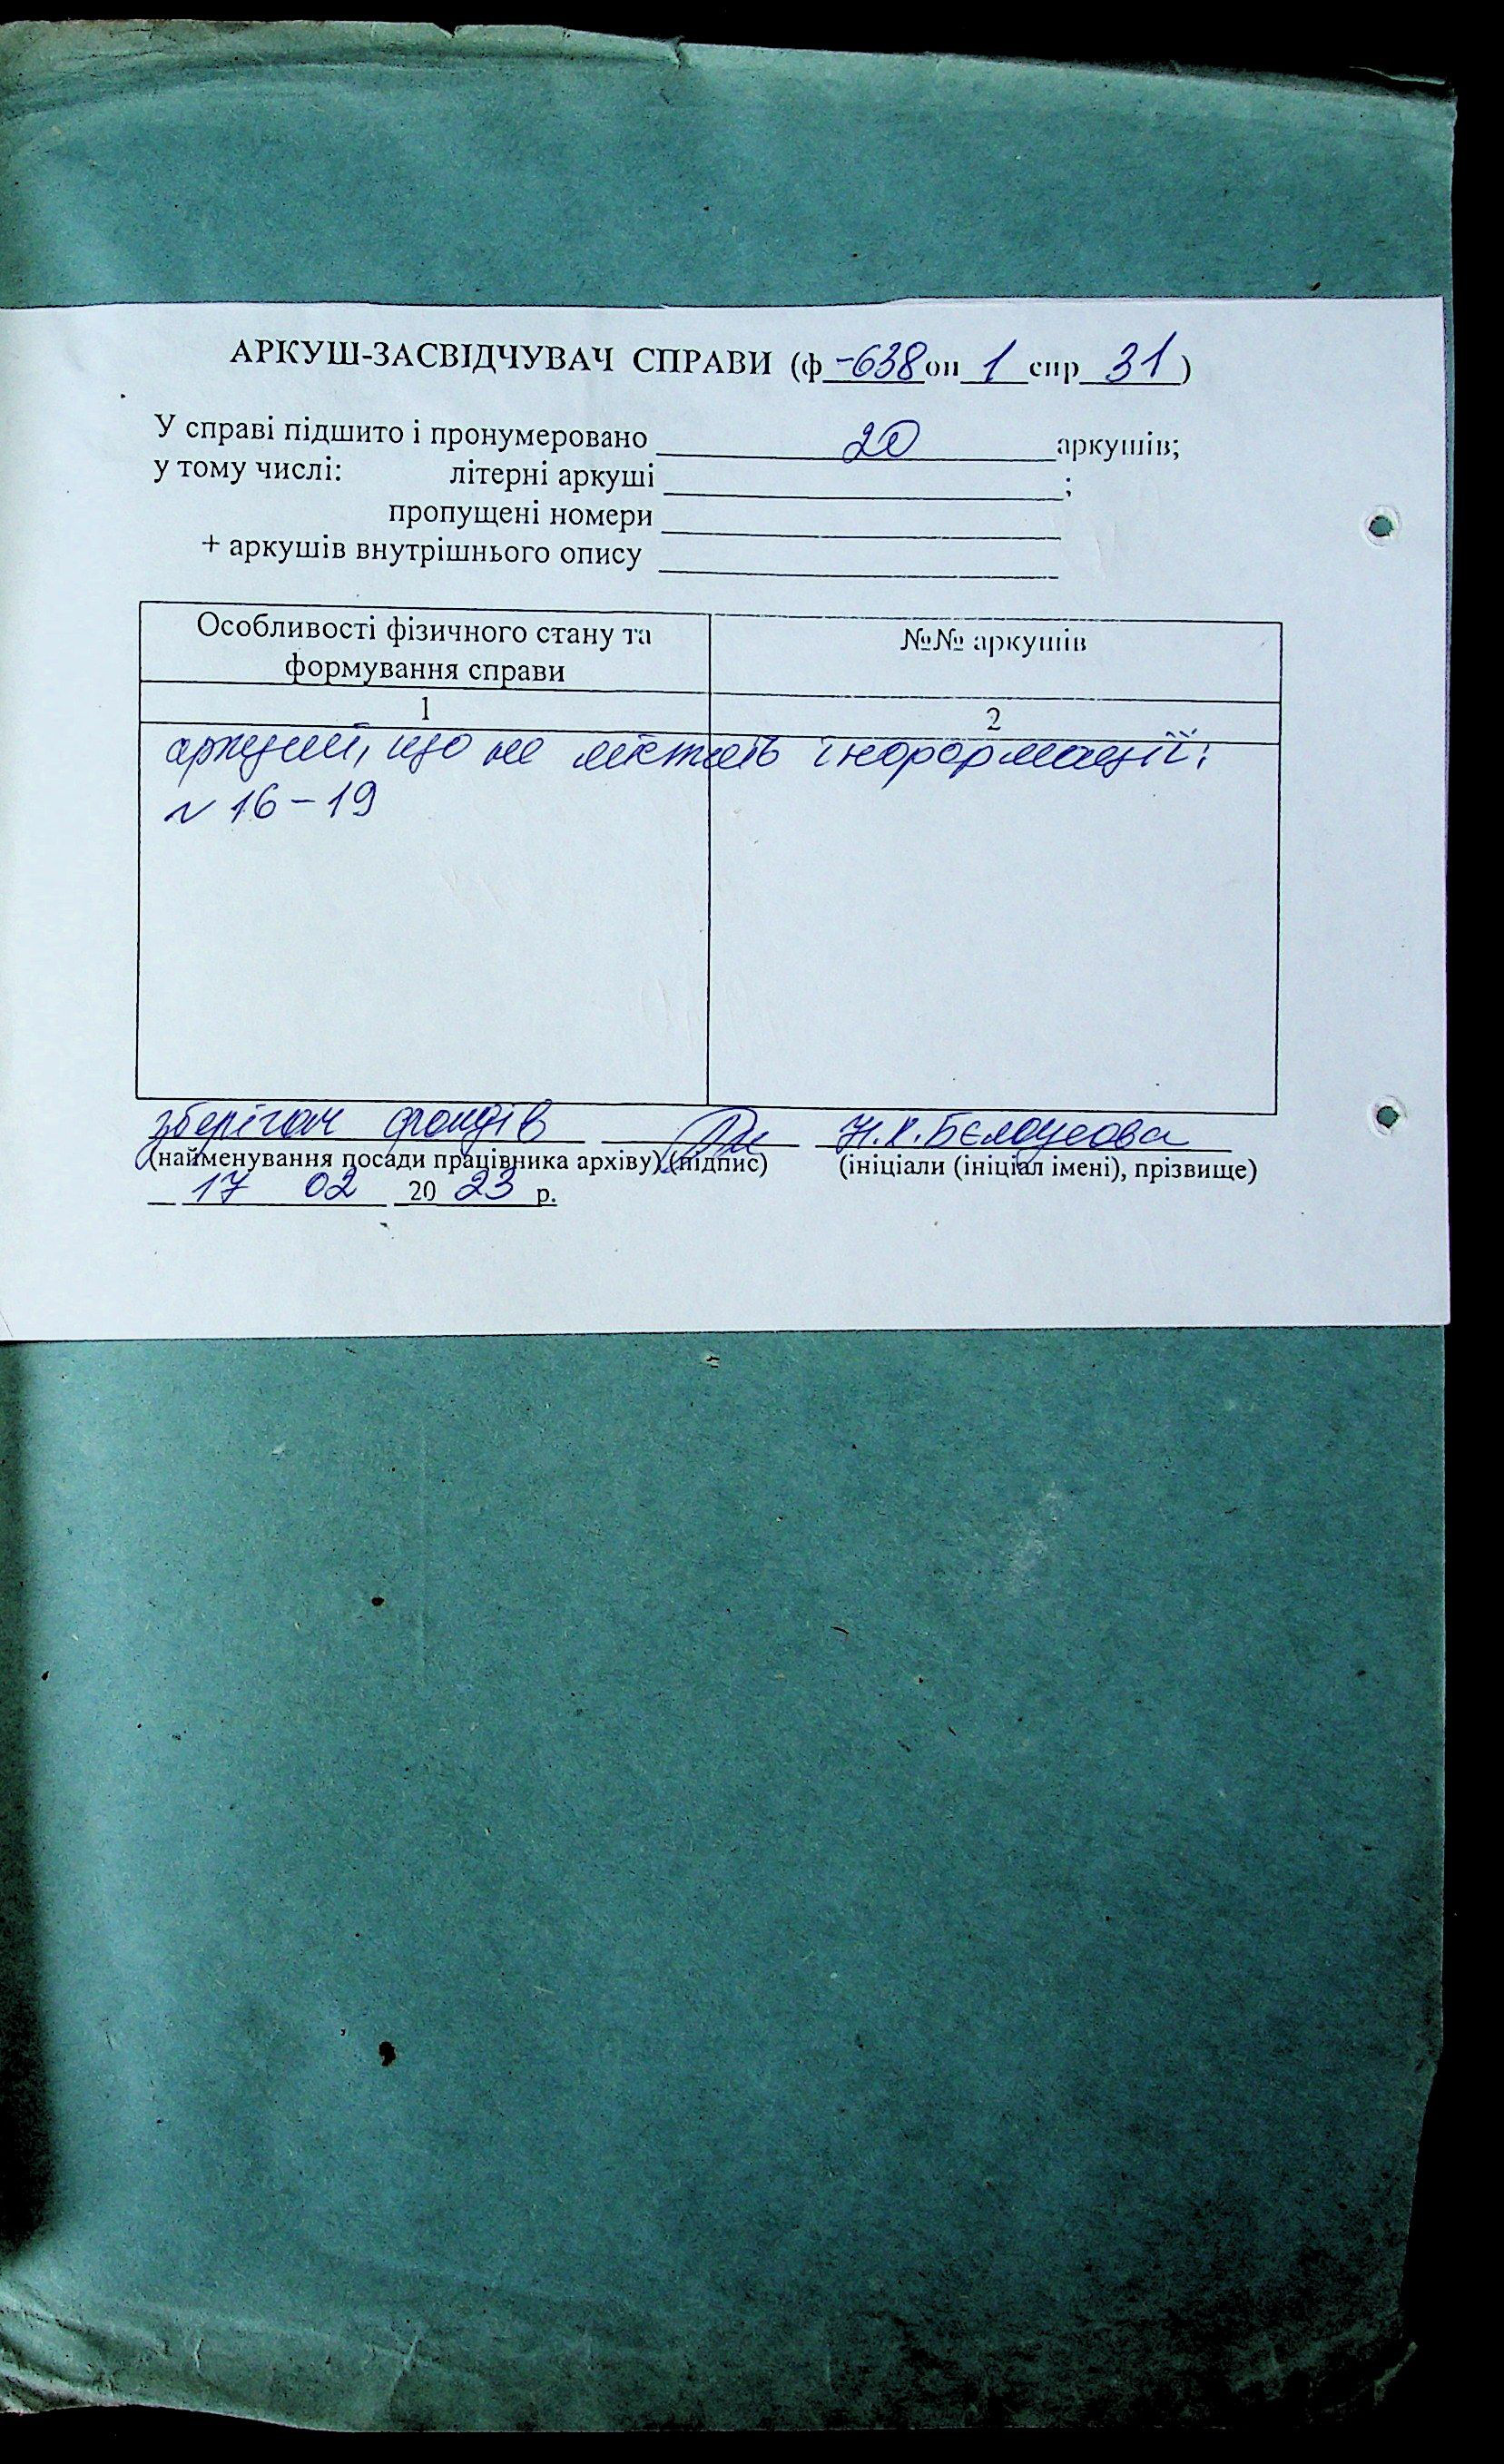 АРКУШ-ЗАСВІДЧУВАЧ СПРАВИ (ф -638 оп 1 спр 31)
У справі підшито і пронумеровано 20 аркушів;
у тому числі: літерні аркуші ;
пропущені номери
+ аркушів внутрішнього опису
Особливості фізичного стану та
формування справи
№№ аркушів
1
2
аркуші, що не містять інформації:
№ 16-19
зберігач фондів Н.К. Бєлоусова
(найменування посади працівника архіву) (підпис) (ініціали (ініціал імені), прізвище)
17 02 2023 р.